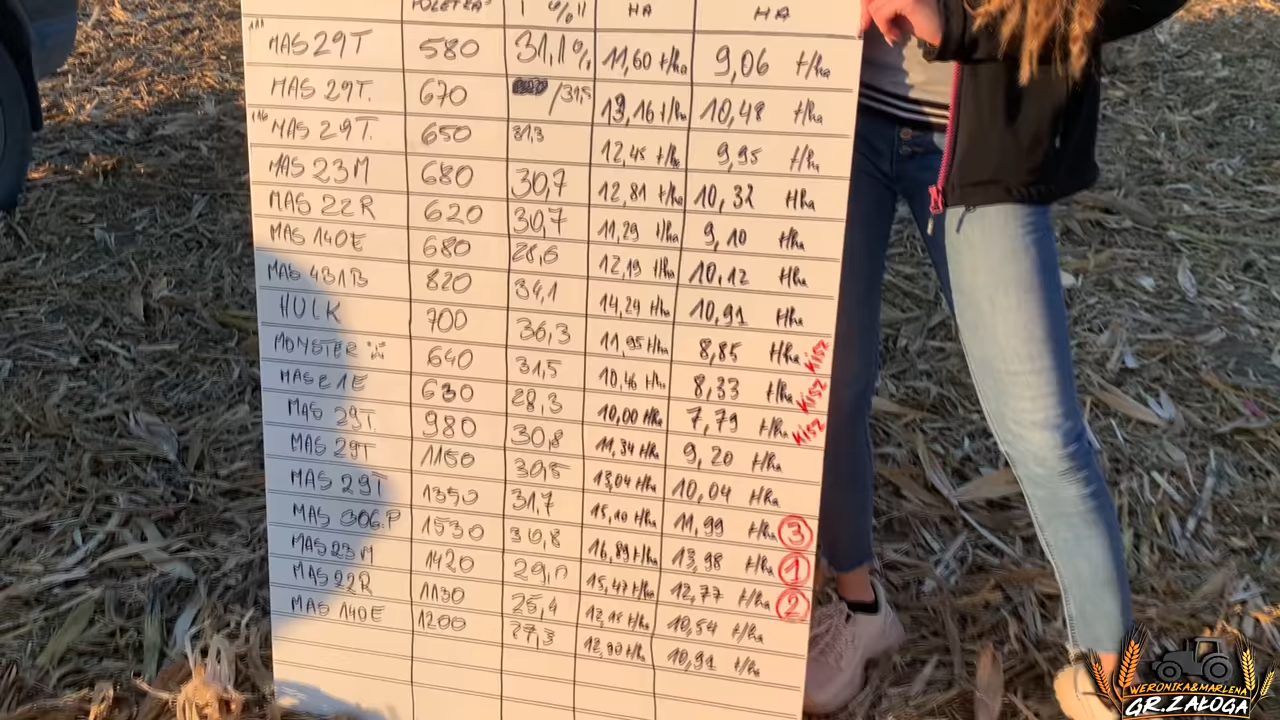 % HA HA
MAS 29T 580 31,1% 11,60 t/ha 9,06 t/ha
MAS 29T. 670 /31,5 13,16 t/ha 10,48 t/ha
MAS 29T. 650 31,3 12,45 t/ha 9,95 t/ha
MAS 23M 680 30,7 12,81 t/ha 10,32 t/ha
MAS 22R 620 30,7 11,29 t/ha 9,10 t/ha
MAS 140E 680 28,6 12,19 t/ha 10,12 t/ha
MAS 431B 820 34,1 14,24 t/ha 10,91 t/ha
HULK 700 36,3 11,95 t/ha 8,85 t/ha KISZ
MONSTER 640 31,5 10,46 t/ha 8,33 t/ha KISZ
MAS 21E 630 28,3 10,00 t/ha 7,79 t/ha KISZ
MAS 29T. 980 30,8 11,34 t/ha 9,20 t/ha
MAS 29T 1150 30,5 13,04 t/ha 10,04 t/ha
MAS 29T 1350 31,7 15,10 t/ha 11,99 t/ha 3
MAS 306.P 1530 30,8 16,89 t/ha 13,98 t/ha 1
MAS 23M 1420 29,0 15,47 t/ha 12,77 t/ha 2
MAS 22R 1130 25,4 t/ha 10,54 t/ha
MAS 140E 1200 27,3 12,90 t/ha 10,91 t/ha
WERONIKA&MARLENA
GR.ZAŁOGA